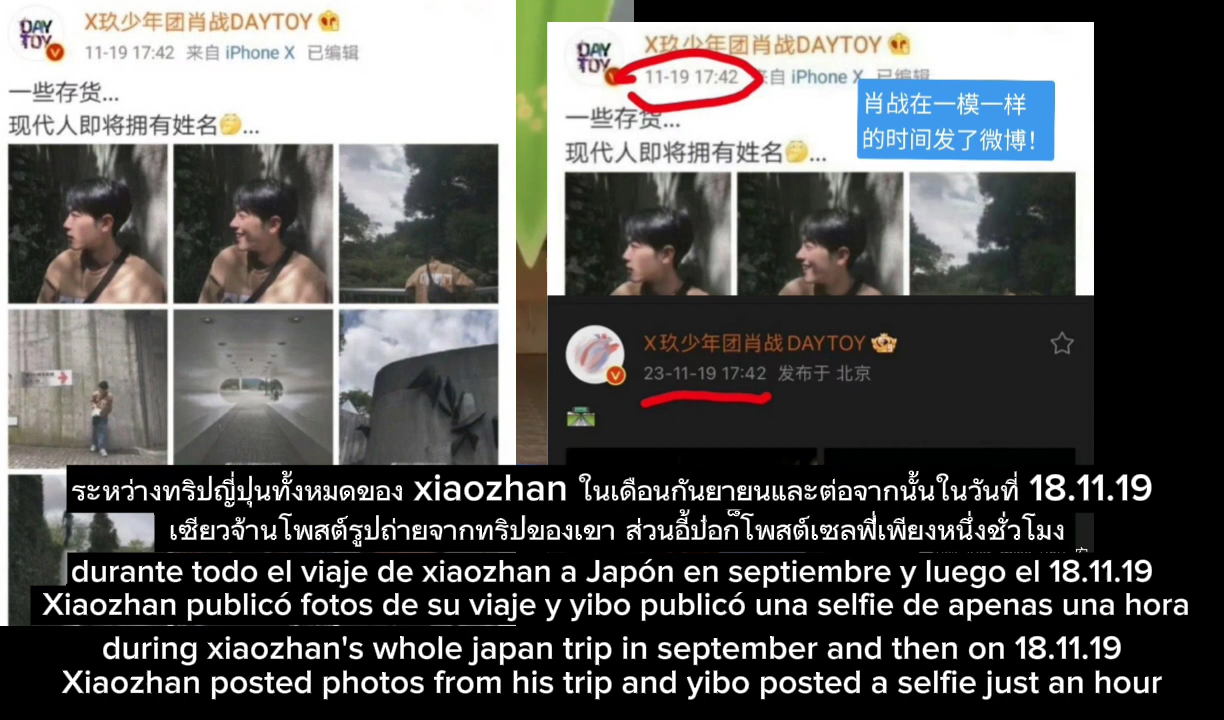 DAY
TOY
X玖少年团肖战DAYTOY
11-19 17:42 来自 iPhone X 已编辑
一些存货...
现代人即将拥有姓名🤭...
DAY
TOY
X玖少年团肖战DAYTOY
11-19 17:42 来自 iPhone X 已编辑
一些存货...
现代人即将拥有姓名🤭...
肖战在一模一样
的时间发了微博！
X玖少年团肖战DAYTOY
23-11-19 17:42 发布于 北京
ระหว่างทริปญี่ปุ่นทั้งหมดของ xiaozhan ในเดือนกันยายนและต่อจากนั้นในวันที่ 18.11.19
เซียวจ้านโพสต์รูปถ่ายจากทริปของเขา ส่วนอี้ป๋อก็โพสต์เซลฟี่เพียงหนึ่งชั่วโมง
durante todo el viaje de xiaozhan a Japón en septiembre y luego el 18.11.19
Xiaozhan publicó fotos de su viaje y yibo publicó una selfie de apenas una hora
during xiaozhan's whole japan trip in september and then on 18.11.19
Xiaozhan posted photos from his trip and yibo posted a selfie just an hour